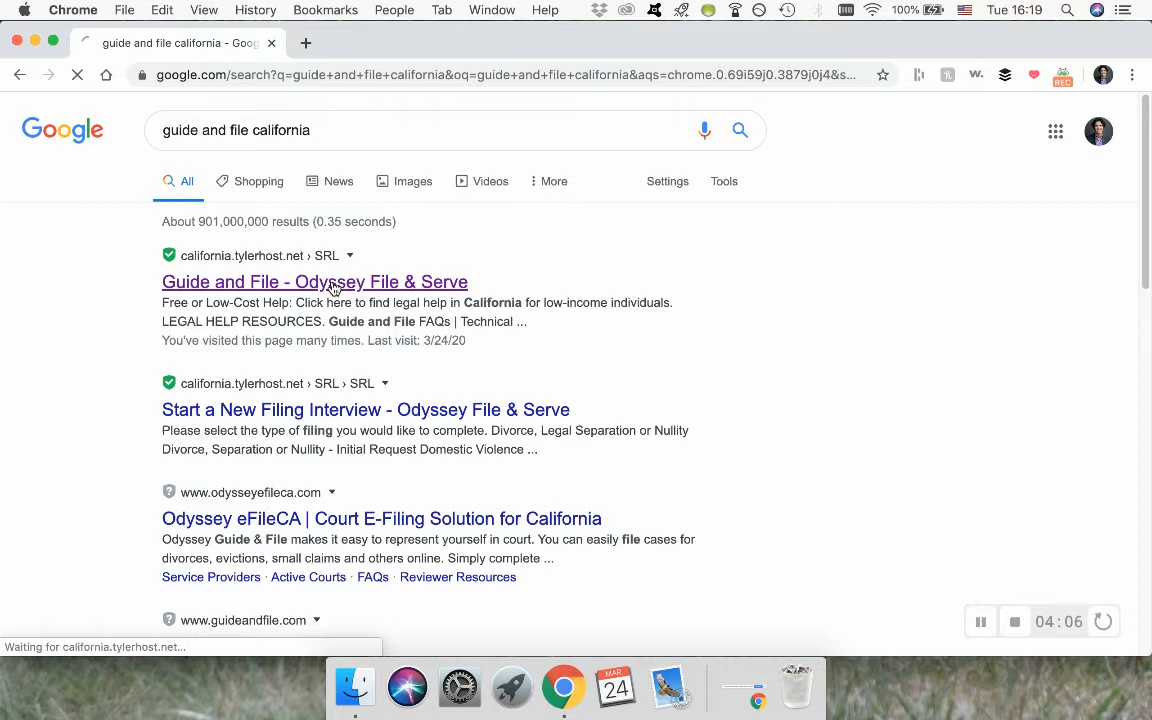 Chrome File Edit View History Bookmarks People Tab Window Help 100% Tue 16:19
guide and file california - Goog
google.com/search?q=guide+and+file+california&oq=guide+and+file+california&aqs=chrome.0.69i59j0.3879j0j4&s...
REC
Google
guide and file california
All Shopping News Images Videos More Settings Tools
About 901,000,000 results (0.35 seconds)
california.tylerhost.net › SRL
Guide and File - Odyssey File & Serve
Free or Low-Cost Help: Click here to find legal help in California for low-income individuals.
LEGAL HELP RESOURCES. Guide and File FAQs | Technical ...
You've visited this page many times. Last visit: 3/24/20
california.tylerhost.net › SRL › SRL
Start a New Filing Interview - Odyssey File & Serve
Please select the type of filing you would like to complete. Divorce, Legal Separation or Nullity
Divorce, Separation or Nullity - Initial Request Domestic Violence ...
www.odysseyefileca.com
Odyssey eFileCA | Court E-Filing Solution for California
Odyssey Guide & File makes it easy to represent yourself in court. You can easily file cases for
divorces, evictions, small claims and others online. Simply complete ...
Service Providers · Active Courts · FAQs · Reviewer Resources
www.guideandfile.com
04:06
Waiting for california.tylerhost.net...
MAR
24